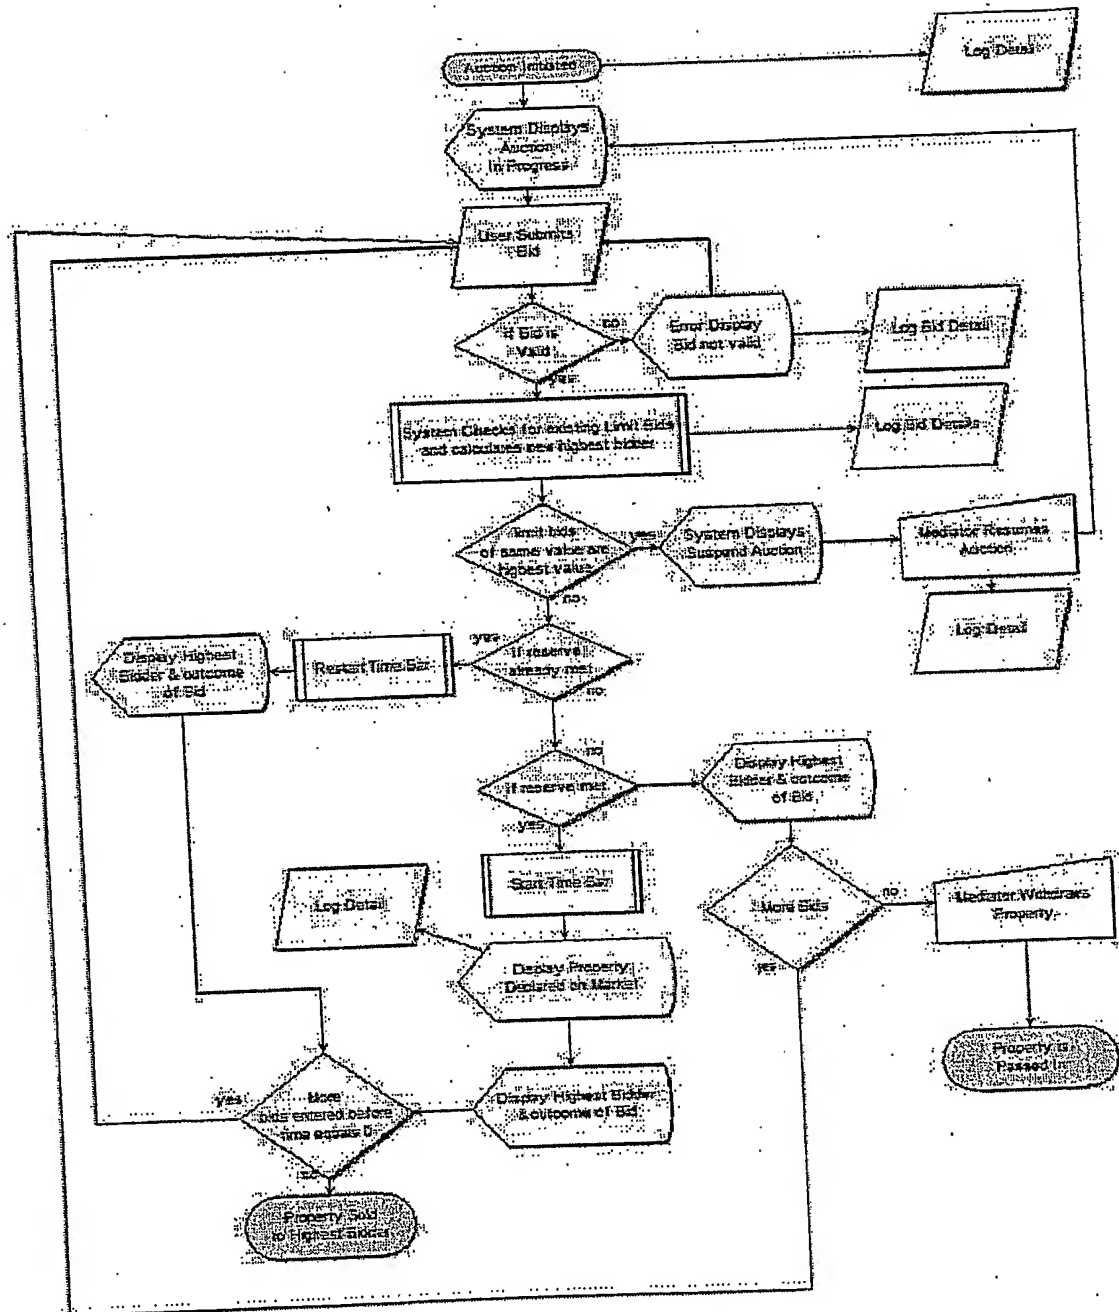 Auction Initiated
Log Detail
System Displays
Auction
In Progress
User Submits
Bid
If Bid is
Valid
no
Error Display
Bid not valid
Log Bid Detail
yes
System Checks for existing Limit Bids
and calculates new highest bidder
Log Bid Details
limit bids
of same value are
highest value
yes
System Displays
Suspend Auction
Mediator Resumes
Auction
no
Log Detail
Display Highest
Bidder & outcome
of Bid
Restart Time Bar
yes
If reserve
already met
no
no
If reserve met
Display Highest
Bidder & outcome
of Bid
yes
Start Time Bar
Log Detail
More Bids
no
Mediator Withdraws
Property
yes
Display Property
Declared on Market
Property is
Passed In
yes
More
bids entered before
time equals 0
Display Highest Bidder
& outcome of Bid
no
Property Sold
to Highest Bidder